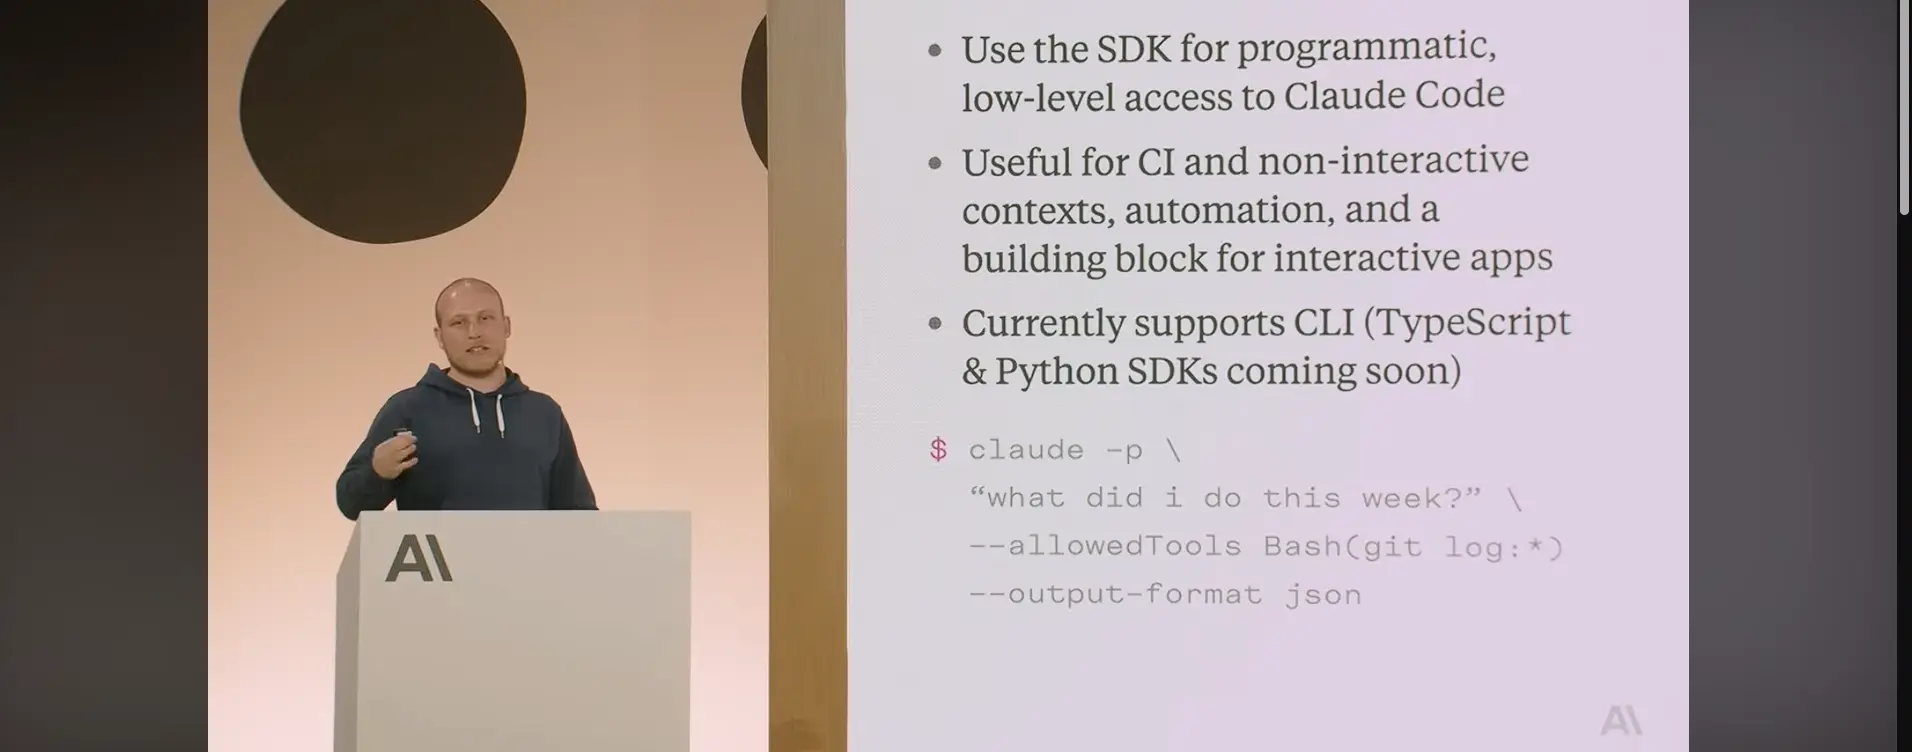 • Use the SDK for programmatic,
low-level access to Claude Code
• Useful for CI and non-interactive
contexts, automation, and a
building block for interactive apps
• Currently supports CLI (TypeScript
& Python SDKs coming soon)
$ claude -p \
“what did i do this week?” \
--allowedTools Bash(git log:*)
--output-format json
A\
A\